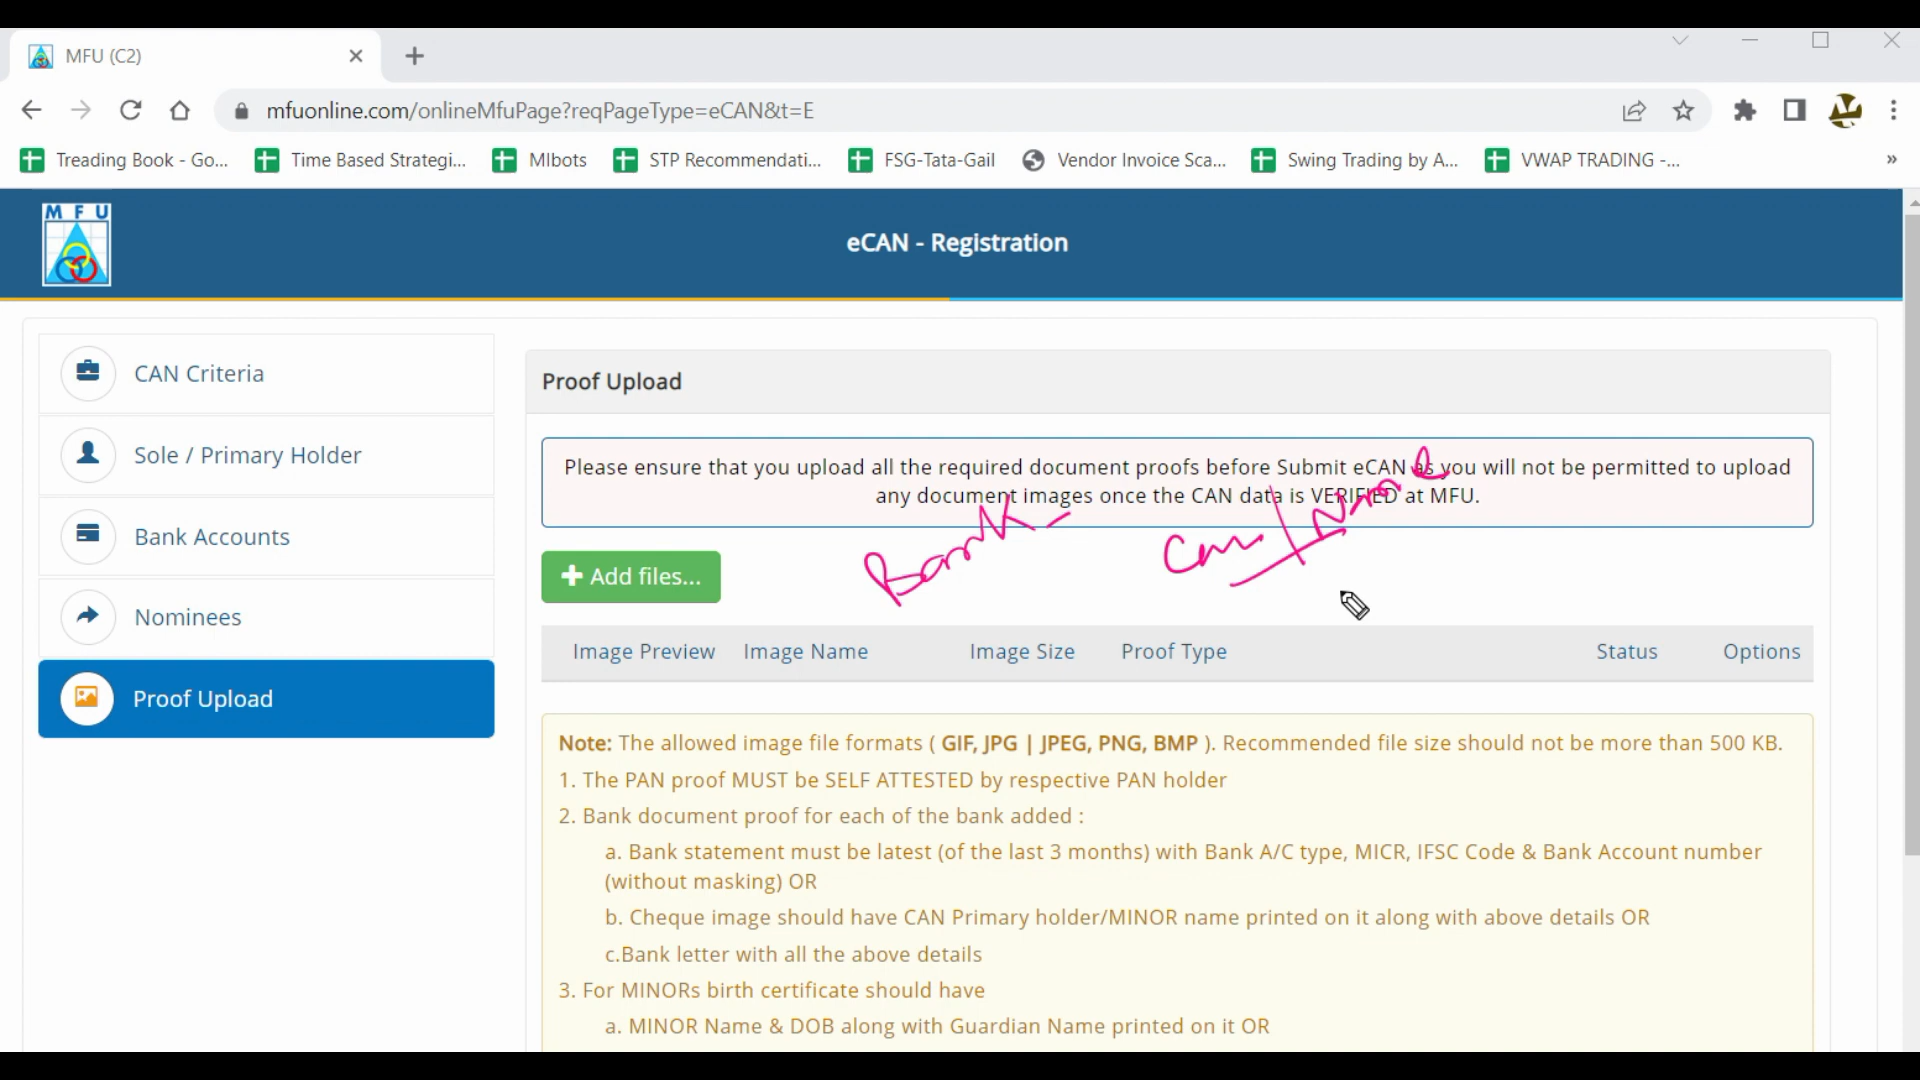 MFU (C2)
mfuonline.com/onlineMfuPage?reqPageType=eCAN&t=E
Treading Book - Go... Time Based Strategi... MIbots STP Recommendati... FSG-Tata-Gail Vendor Invoice Sca... Swing Trading by A... VWAP TRADING -... »
MFU
eCAN - Registration
CAN Criteria
Sole / Primary Holder
Bank Accounts
Nominees
Proof Upload
Proof Upload
Please ensure that you upload all the required document proofs before Submit eCAN as you will not be permitted to upload
any document images once the CAN data is VERIFIED at MFU.
Bank -
Can/Name
Add files...
Image Preview Image Name Image Size Proof Type Status Options
Note: The allowed image file formats ( GIF, JPG | JPEG, PNG, BMP ). Recommended file size should not be more than 500 KB.
1. The PAN proof MUST be SELF ATTESTED by respective PAN holder
2. Bank document proof for each of the bank added :
a. Bank statement must be latest (of the last 3 months) with Bank A/C type, MICR, IFSC Code & Bank Account number
(without masking) OR
b. Cheque image should have CAN Primary holder/MINOR name printed on it along with above details OR
c.Bank letter with all the above details
3. For MINORs birth certificate should have
a. MINOR Name & DOB along with Guardian Name printed on it OR